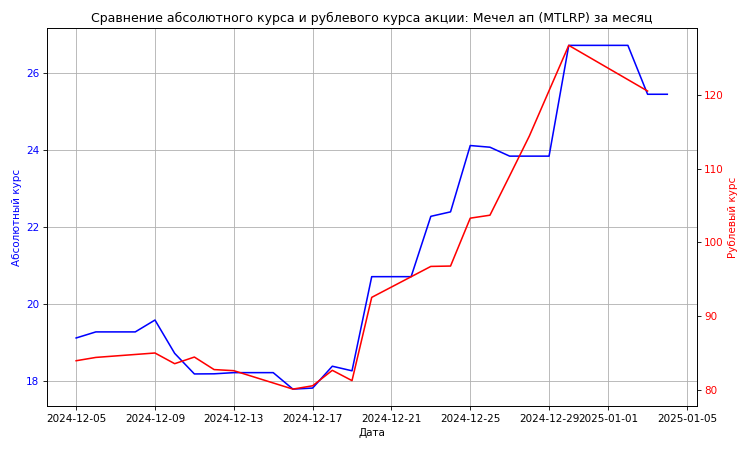 Сравнение абсолютного курса и рублевого курса акции: Мечел ап (MTLRP) за месяц
Абсолютный курс
26
24
22
20
18
120
110
100
90
80
Рублевый курс
2024-12-05 2024-12-09 2024-12-13 2024-12-17 2024-12-21 2024-12-25 2024-12-29 2025-01-01 2025-01-05
Дата